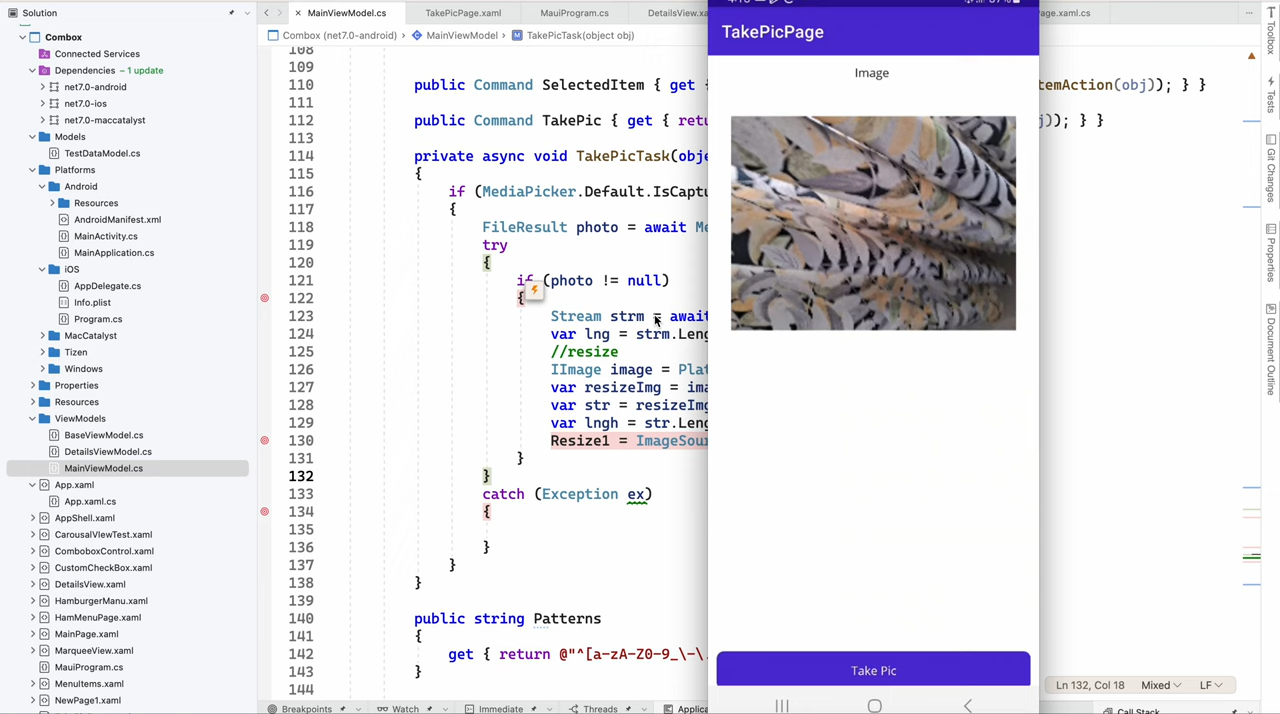 Solution
Combox
Connected Services
Dependencies – 1 update
net7.0-android
net7.0-ios
net7.0-maccatalyst
Models
TestDataModel.cs
Platforms
Android
Resources
AndroidManifest.xml
MainActivity.cs
MainApplication.cs
iOS
AppDelegate.cs
Info.plist
Program.cs
MacCatalyst
Tizen
Windows
Properties
Resources
ViewModels
BaseViewModel.cs
DetailsViewModel.cs
MainViewModel.cs
App.xaml
App.xaml.cs
AppShell.xaml
CarousalVIewTest.xaml
ComboboxControl.xaml
CustomCheckBox.xaml
DetailsView.xaml
HamburgerManu.xaml
HamMenuPage.xaml
MainPage.xaml
MarqueeView.xaml
MauiProgram.cs
MenuItems.xaml
NewPage1.xaml
MainViewModel.cs TakePicPage.xaml MauiProgram.cs DetailsView.xa age.xaml.cs
Combox (net7.0-android) › MainViewModel › TakePicTask(object obj)
108
109
110 public Command SelectedItem { get { temAction(obj)); } }
111
112 public Command TakePic { get { retu j)); } }
113
114 private async void TakePicTask(obje
115 {
116 if (MediaPicker.Default.IsCaptu
117 {
118 FileResult photo = await Me
119 try
120 {
121 if (photo != null)
122 {
123 Stream strm = await
124 var lng = strm.Leng
125 //resize
126 IImage image = Plat
127 var resizeImg = ima
128 var str = resizeImg
129 var lngh = str.Leng
130 Resize1 = ImageSour
131 }
132 }
133 catch (Exception ex)
134 {
135
136 }
137 }
138 }
139
140 public string Patterns
141 {
142 get { return @"^[a-zA-Z0-9_\-\.
143 }
144
TakePicPage
Image
Take Pic
Toolbox
Tests
Git Changes
Properties
Document Outline
Ln 132, Col 18 Mixed LF
Breakpoints Watch Immediate Threads Applica Call Stack